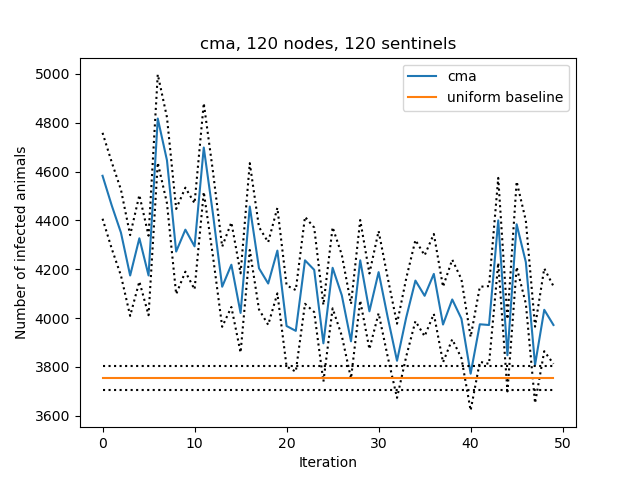 cma, 120 nodes, 120 sentinels
cma
uniform baseline
Number of infected animals
5000
4800
4600
4400
4200
4000
3800
3600
0 10 20 30 40 50
Iteration